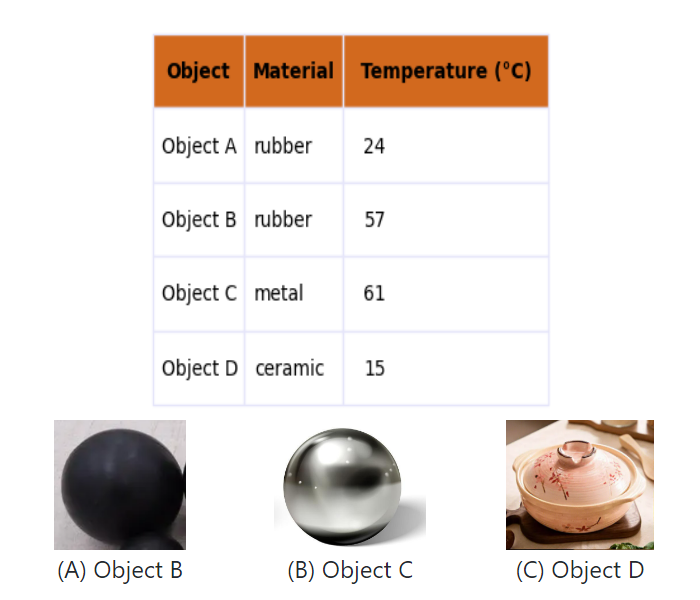 Object Material Temperature (°C)
Object A rubber 24
Object B rubber 57
Object C metal 61
Object D ceramic 15
(A) Object B (B) Object C (C) Object D